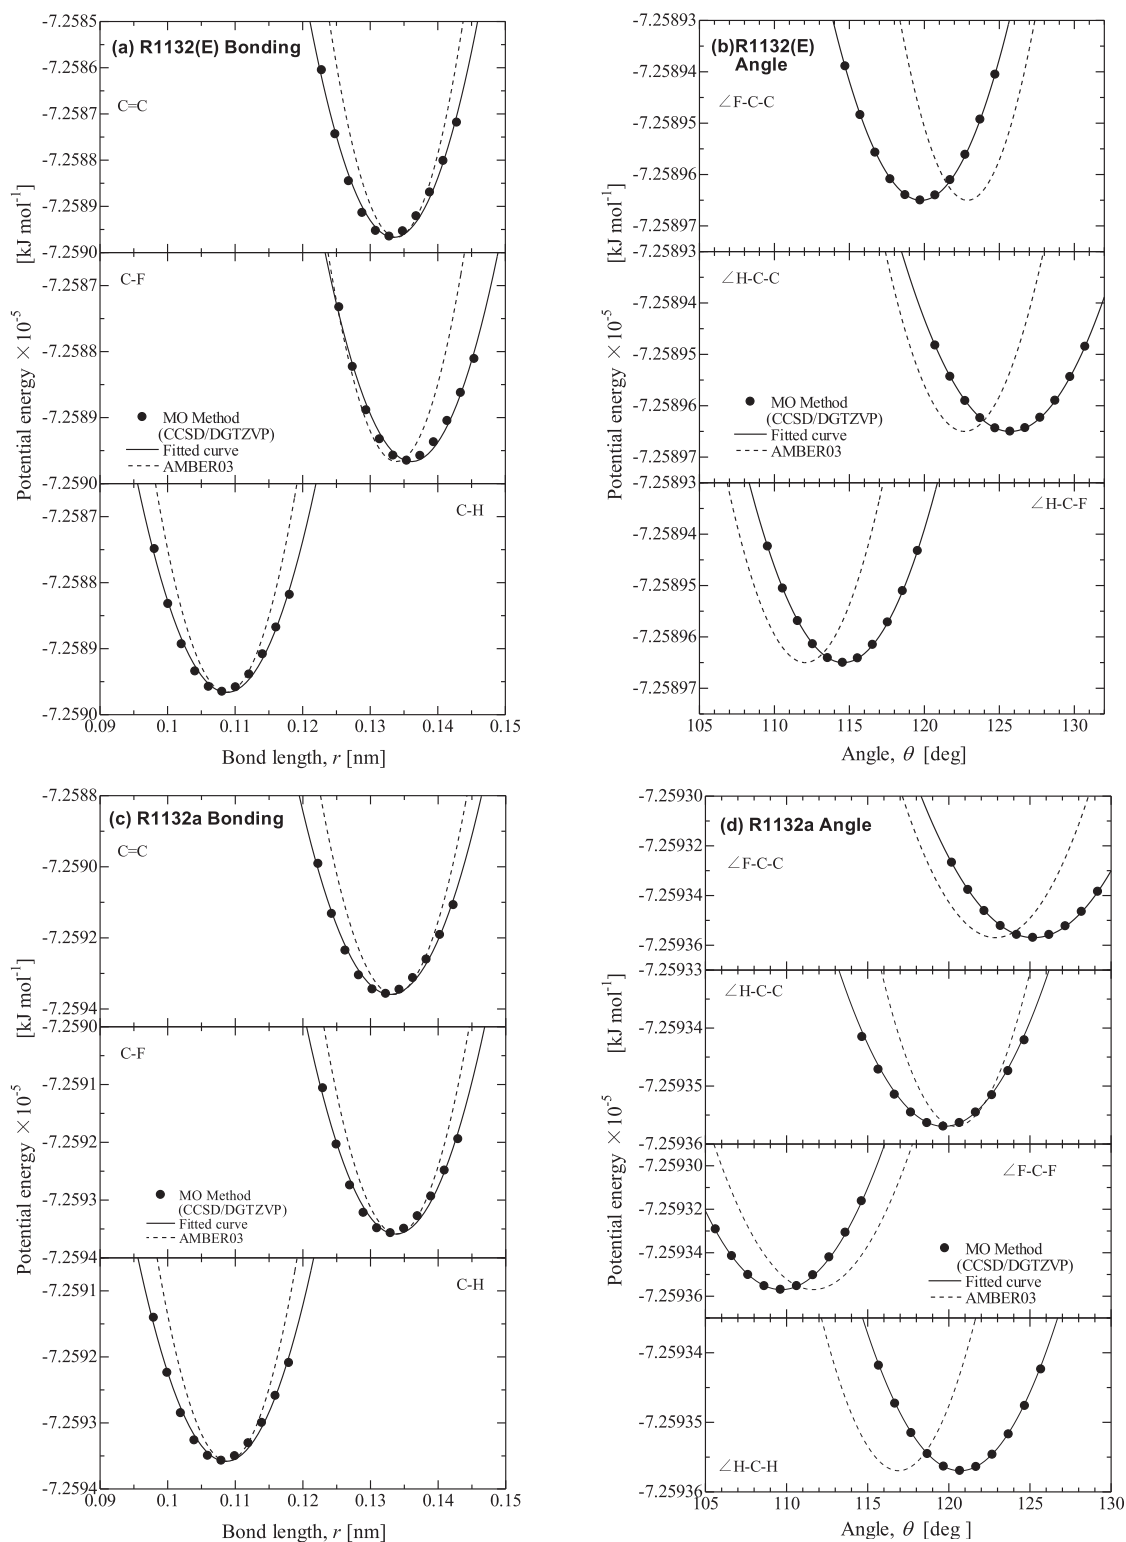 (a) R1132(E) Bonding
C=C
-7.2585
-7.2586
-7.2587
-7.2588
-7.2589
-7.2590
C-F
-7.2587
-7.2588
-7.2589
-7.2590
MO Method
(CCSD/DGTZVP)
Fitted curve
AMBER03
C-H
-7.2587
-7.2588
-7.2589
-7.2590
0.09 0.1 0.11 0.12 0.13 0.14 0.15
Bond length, r [nm]
Potential energy ×10⁻⁵ [kJ mol⁻¹]
(b)R1132(E)
Angle
∠F-C-C
-7.25893
-7.25894
-7.25895
-7.25896
-7.25897
-7.25893
∠H-C-C
-7.25894
-7.25895
-7.25896
-7.25897
-7.25893
MO Method
(CCSD/DGTZVP)
Fitted curve
AMBER03
∠H-C-F
-7.25894
-7.25895
-7.25896
-7.25897
105 110 115 120 125 130
Angle, θ [deg]
Potential energy ×10⁻⁵ [kJ mol⁻¹]
(c) R1132a Bonding
C=C
-7.2588
-7.2590
-7.2592
-7.2594
-7.2590
C-F
-7.2591
-7.2592
-7.2593
-7.2594
MO Method
(CCSD/DGTZVP)
Fitted curve
AMBER03
C-H
-7.2591
-7.2592
-7.2593
-7.2594
0.09 0.1 0.11 0.12 0.13 0.14 0.15
Bond length, r [nm]
Potential energy ×10⁻⁵ [kJ mol⁻¹]
(d) R1132a Angle
∠F-C-C
-7.25930
-7.25932
-7.25934
-7.25936
-7.25933
∠H-C-C
-7.25934
-7.25935
-7.25936
∠F-C-F
-7.25930
-7.25932
-7.25934
-7.25936
MO Method
(CCSD/DGTZVP)
Fitted curve
AMBER03
-7.25934
-7.25935
-7.25936
∠H-C-H
105 110 115 120 125 130
Angle, θ [deg ]
Potential energy ×10⁻⁵ [kJ mol⁻¹]